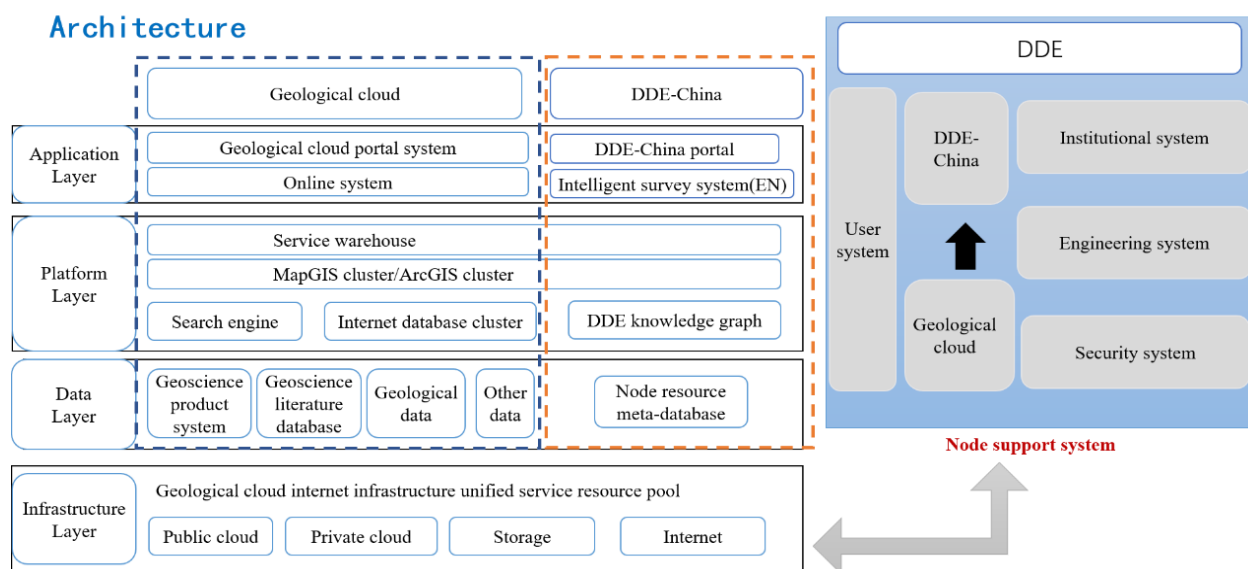 Architecture
Geological cloud
DDE-China
Application
Layer
Geological cloud portal system
DDE-China portal
Online system
Intelligent survey system(EN)
Platform
Layer
Service warehouse
MapGIS cluster/ArcGIS cluster
Search engine
Internet database cluster
DDE knowledge graph
Data
Layer
Geoscience
product
system
Geoscience
literature
database
Geological
data
Other
data
Node resource
meta-database
Infrastructure
Layer
Geological cloud internet infrastructure unified service resource pool
Public cloud
Private cloud
Storage
Internet
DDE
User
system
DDE-
China
Geological
cloud
Institutional system
Engineering system
Security system
Node support system